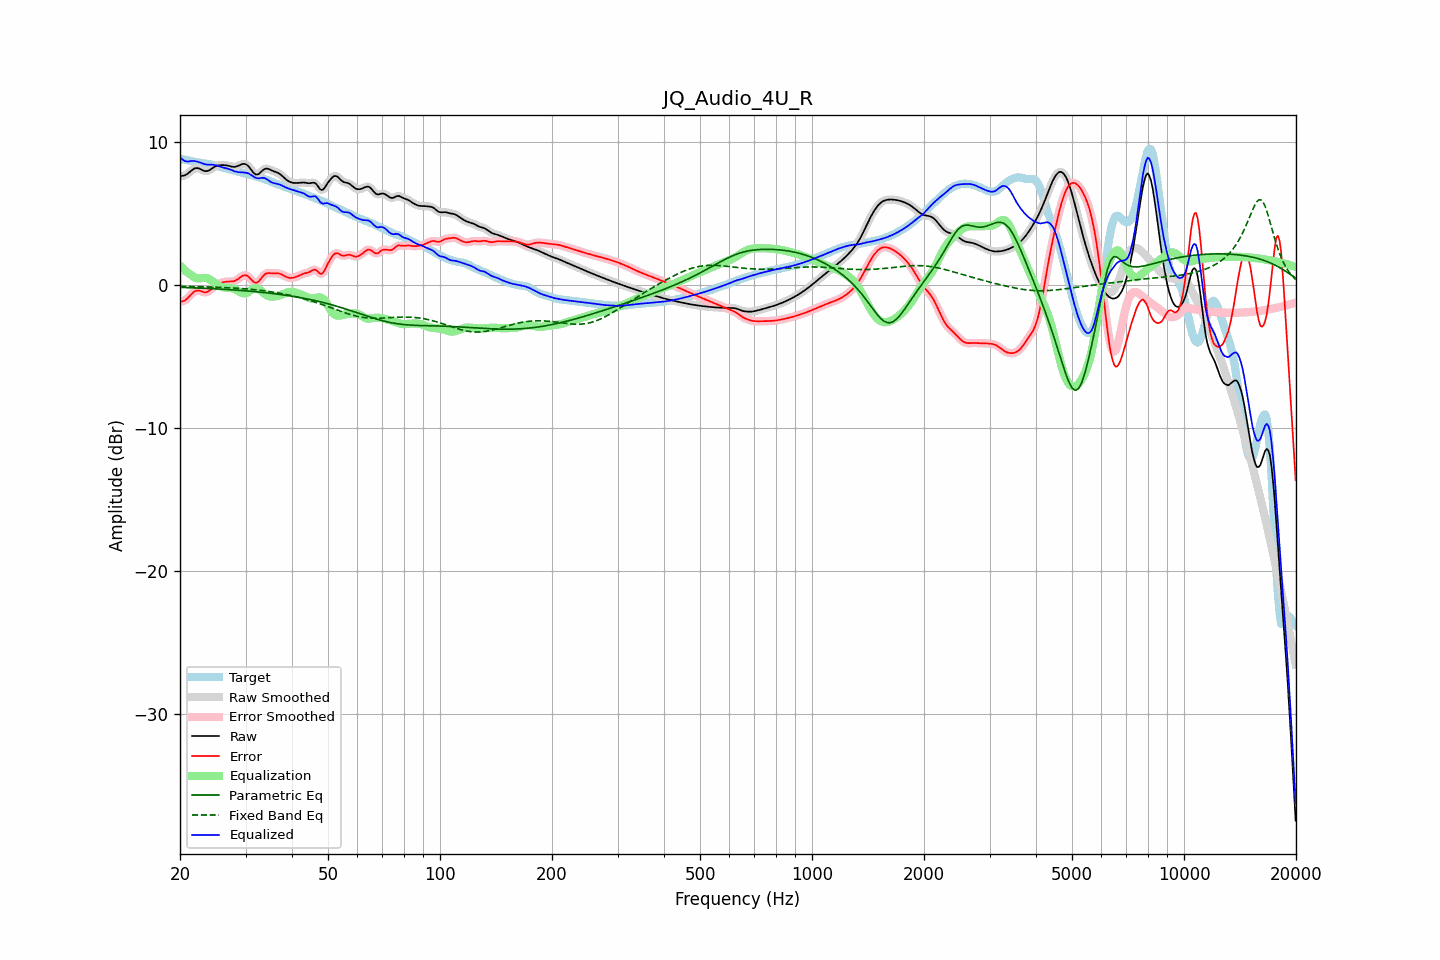 JQ_Audio_4U_R
10
0
−10
−20
−30
Amplitude (dBr)
20
50
100
200
500
1000
2000
5000
10000
20000
Frequency (Hz)
Target
Raw Smoothed
Error Smoothed
Raw
Error
Equalization
Parametric Eq
Fixed Band Eq
Equalized